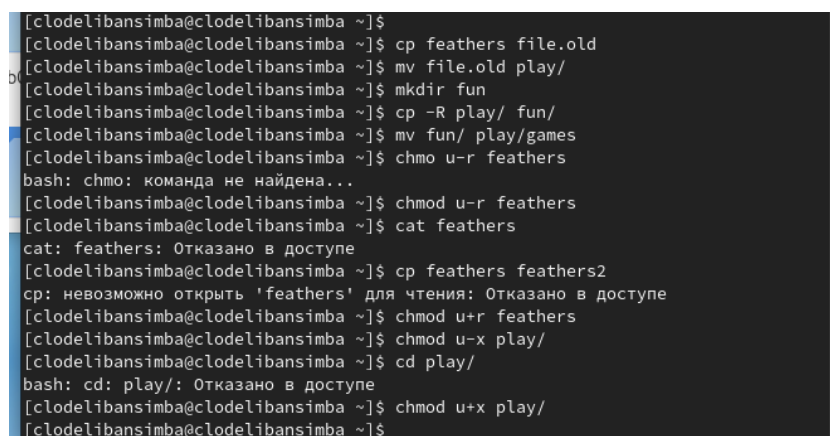 [clodelibansimba@clodelibansimba ~]$
[clodelibansimba@clodelibansimba ~]$ cp feathers file.old
[clodelibansimba@clodelibansimba ~]$ mv file.old play/
[clodelibansimba@clodelibansimba ~]$ mkdir fun
[clodelibansimba@clodelibansimba ~]$ cp -R play/ fun/
[clodelibansimba@clodelibansimba ~]$ mv fun/ play/games
[clodelibansimba@clodelibansimba ~]$ chmo u-r feathers
bash: chmo: команда не найдена...
[clodelibansimba@clodelibansimba ~]$ chmod u-r feathers
[clodelibansimba@clodelibansimba ~]$ cat feathers
cat: feathers: Отказано в доступе
[clodelibansimba@clodelibansimba ~]$ cp feathers feathers2
cp: невозможно открыть 'feathers' для чтения: Отказано в доступе
[clodelibansimba@clodelibansimba ~]$ chmod u+r feathers
[clodelibansimba@clodelibansimba ~]$ chmod u-x play/
[clodelibansimba@clodelibansimba ~]$ cd play/
bash: cd: play/: Отказано в доступе
[clodelibansimba@clodelibansimba ~]$ chmod u+x play/
[clodelibansimba@clodelibansimba ~]$